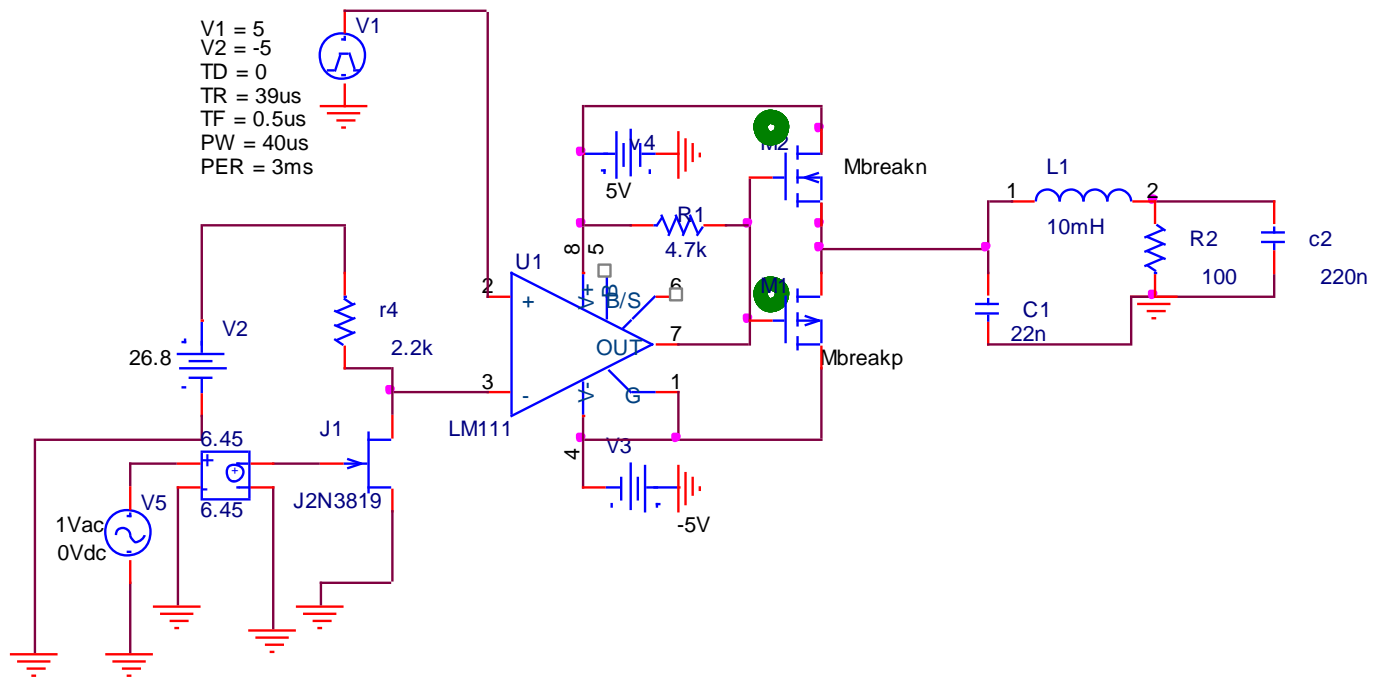 V1 = 5
V2 = -5
TD = 0
TR = 39us
TF = 0.5us
PW = 40us
PER = 3ms
V1
v4
5V
M2
Mbreakn
L1
1
2
10mH
R1
4.7k
R2
100
c2
220n
8
5
U1
2
+
V+
B
B/S
6
M1
C1
22n
r4
2.2k
V2
26.8
OUT
7
Mbreakp
3
-
V-
G
1
LM111
6.45
J1
4
V3
+
-
6.45
J2N3819
V5
1Vac
0Vdc
-5V